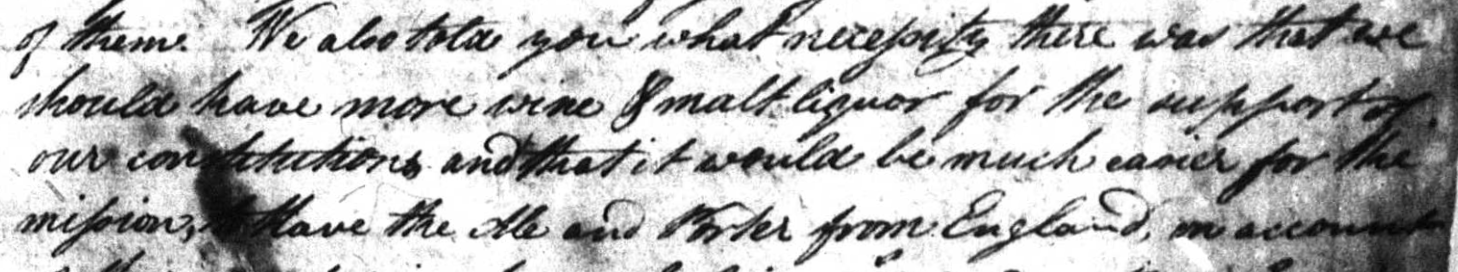 of them. We also told you what necessity there was that we
should have more wine & malt liquor for the support of
our constitutions and that it would be much easier for the
mission, to have the Ale and Porter from England, on account